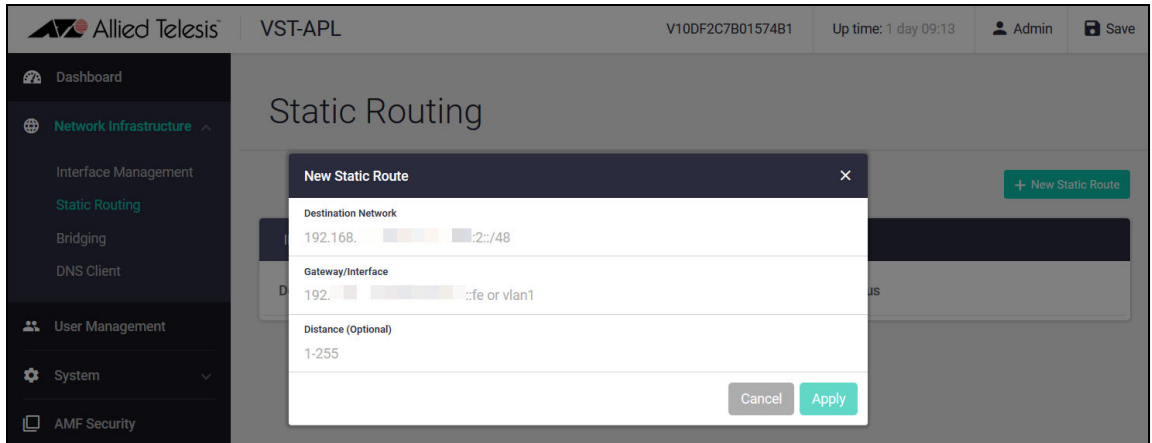 Allied Telesis
VST-APL
V10DF2C7B01574B1
Up time: 1 day 09:13
Admin
Save
Dashboard
Network Infrastructure
Interface Management
Static Routing
Bridging
DNS Client
User Management
System
AMF Security
Static Routing
+ New Static Route
New Static Route
Destination Network
192.168. :2::/48
Gateway/Interface
192. ::fe or vlan1
Distance (Optional)
1-255
Cancel
Apply